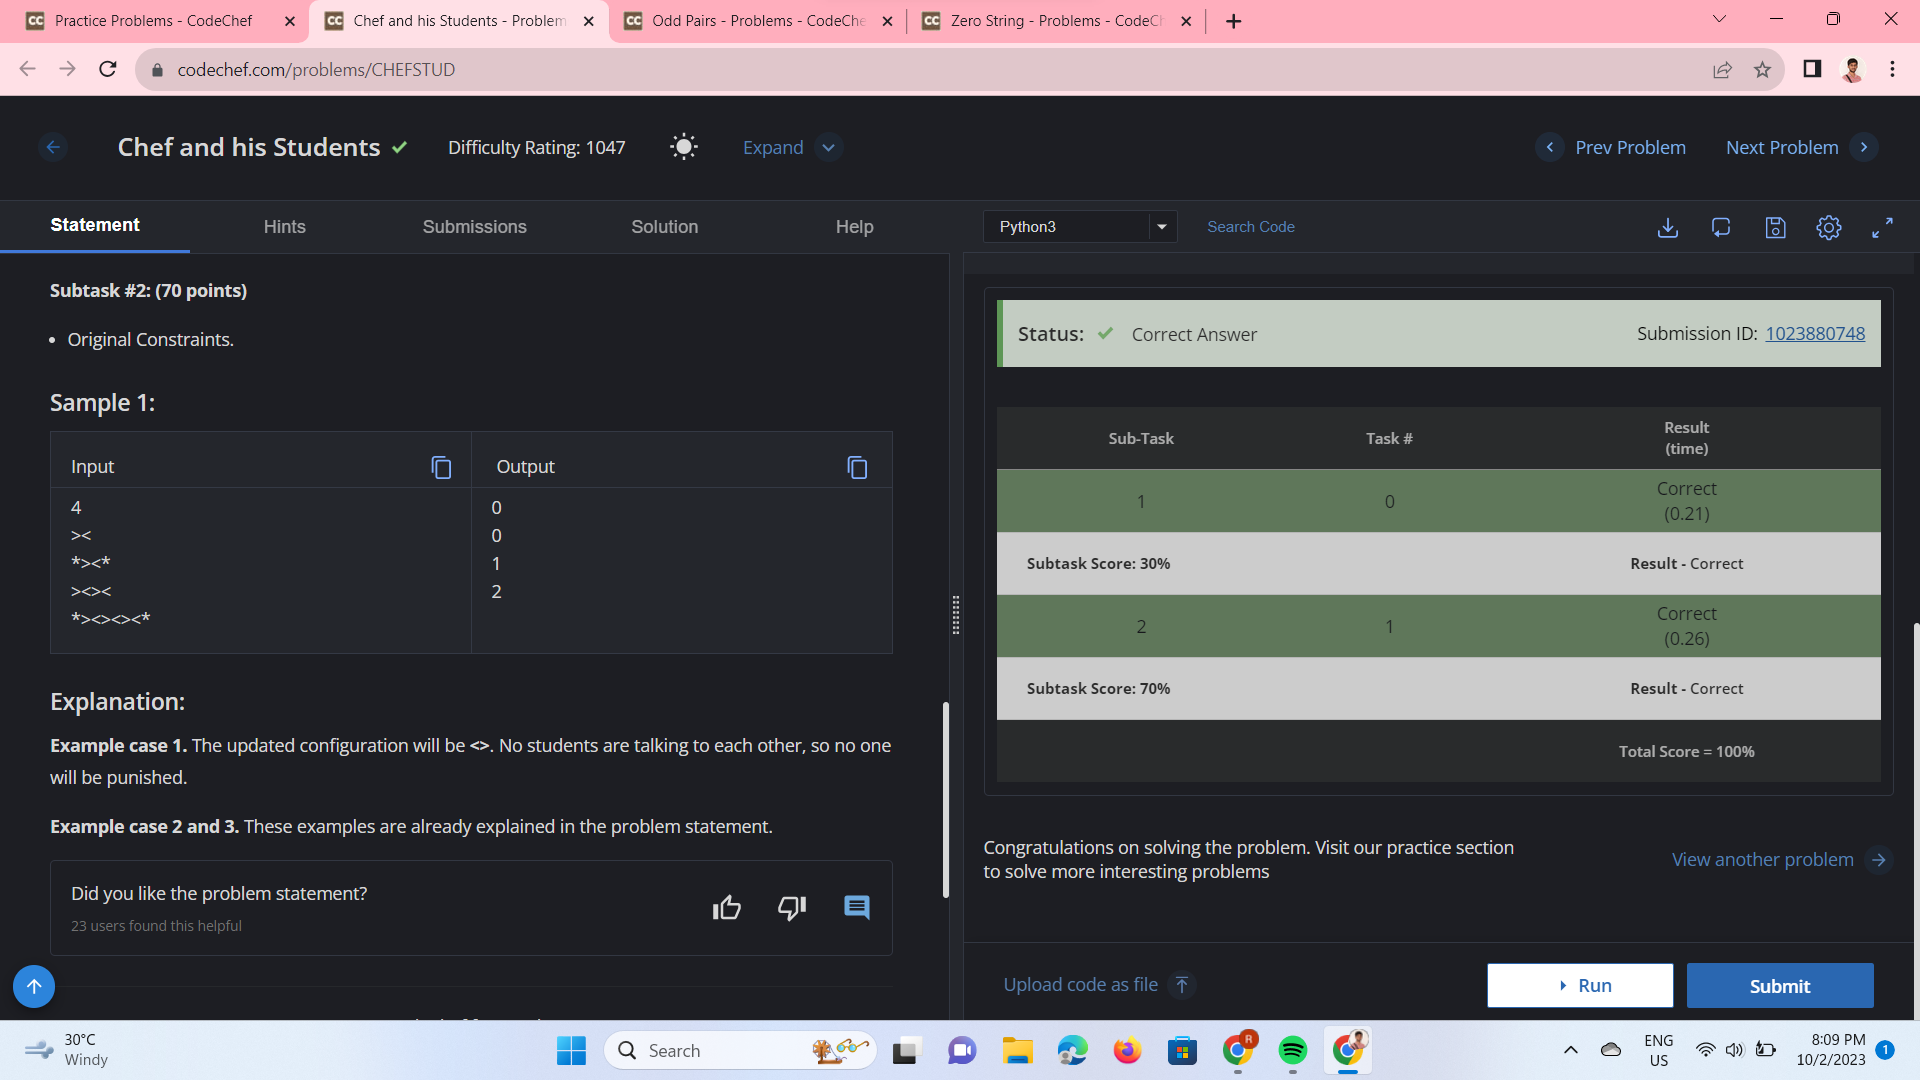 Practice Problems - CodeChef
Chef and his Students - Problem
Odd Pairs - Problems - CodeChe
Zero String - Problems - CodeCh
codechef.com/problems/CHEFSTUD
Chef and his Students
Difficulty Rating: 1047
Expand
Prev Problem
Next Problem
Statement
Hints
Submissions
Solution
Help
Python3
Search Code
Subtask #2: (70 points)
• Original Constraints.
Sample 1:
Input
Output
4
><
*><*
><><
*><><><*
0
0
1
2
Explanation:
Example case 1. The updated configuration will be <>. No students are talking to each other, so no one
will be punished.
Example case 2 and 3. These examples are already explained in the problem statement.
Did you like the problem statement?
23 users found this helpful
Status: ✓ Correct Answer
Submission ID: 1023880748
Sub-Task
Task #
Result
(time)
1
0
Correct
(0.21)
Subtask Score: 30%
Result - Correct
2
1
Correct
(0.26)
Subtask Score: 70%
Result - Correct
Total Score = 100%
Congratulations on solving the problem. Visit our practice section
to solve more interesting problems
View another problem
Upload code as file
Run
Submit
30°C
Windy
Search
R
ENG
US
8:09 PM
10/2/2023
1